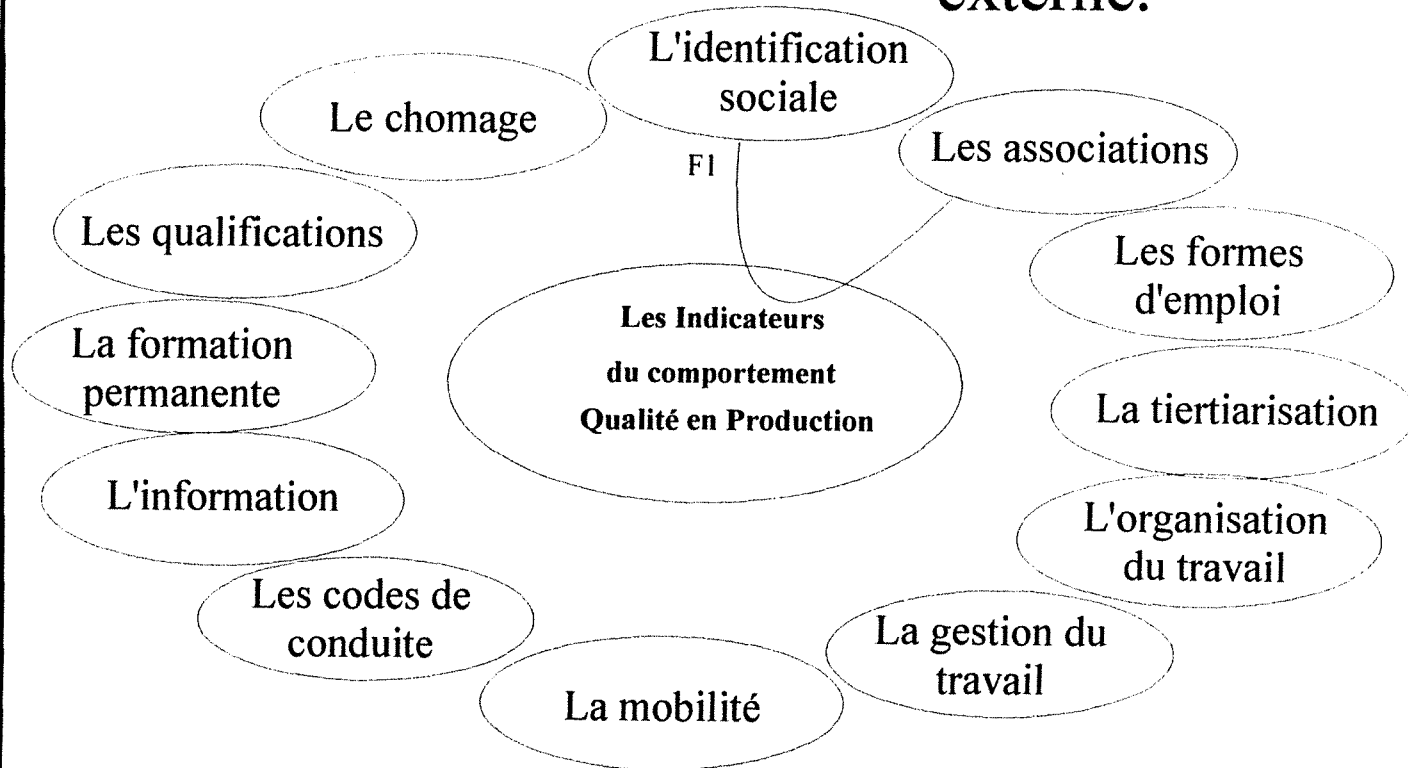 externe.
L'identification
sociale
Le chomage
Les associations
F1
Les qualifications
Les formes
d'emploi
Les Indicateurs
du comportement
Qualité en Production
La formation
permanente
La tiertiarisation
L'information
L'organisation
du travail
Les codes de
conduite
La gestion du
travail
La mobilité